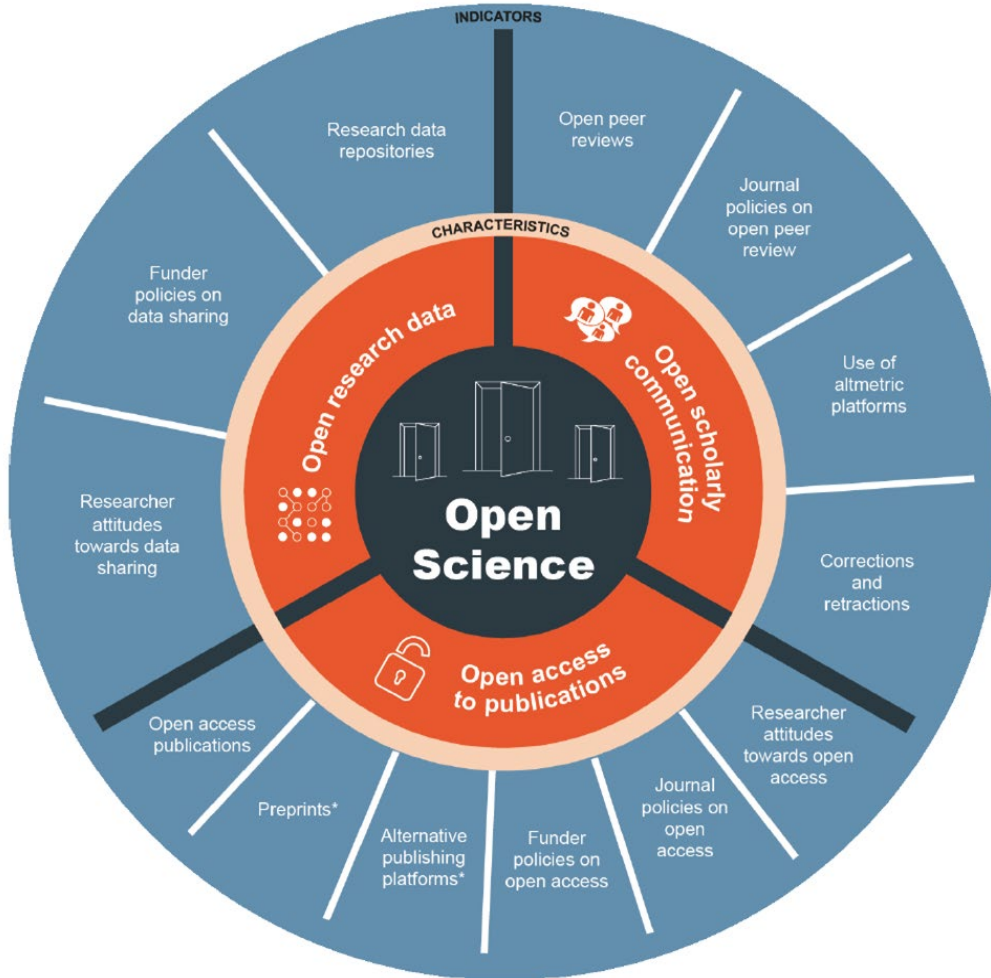 INDICATORS
Research data
repositories
Open peer
reviews
Journal
policies on
open peer
review
CHARACTERISTICS
Funder
policies on
data sharing
Open research data
Open scholarly
communication
Use of
altmetric
platforms
Open
Science
Researcher
attitudes
towards data
sharing
Corrections
and
retractions
Open access
to publications
Open access
publications
Preprints*
Alternative
publishing
platforms*
Funder
policies on
open access
Journal
policies on
open
access
Researcher
attitudes
towards open
access